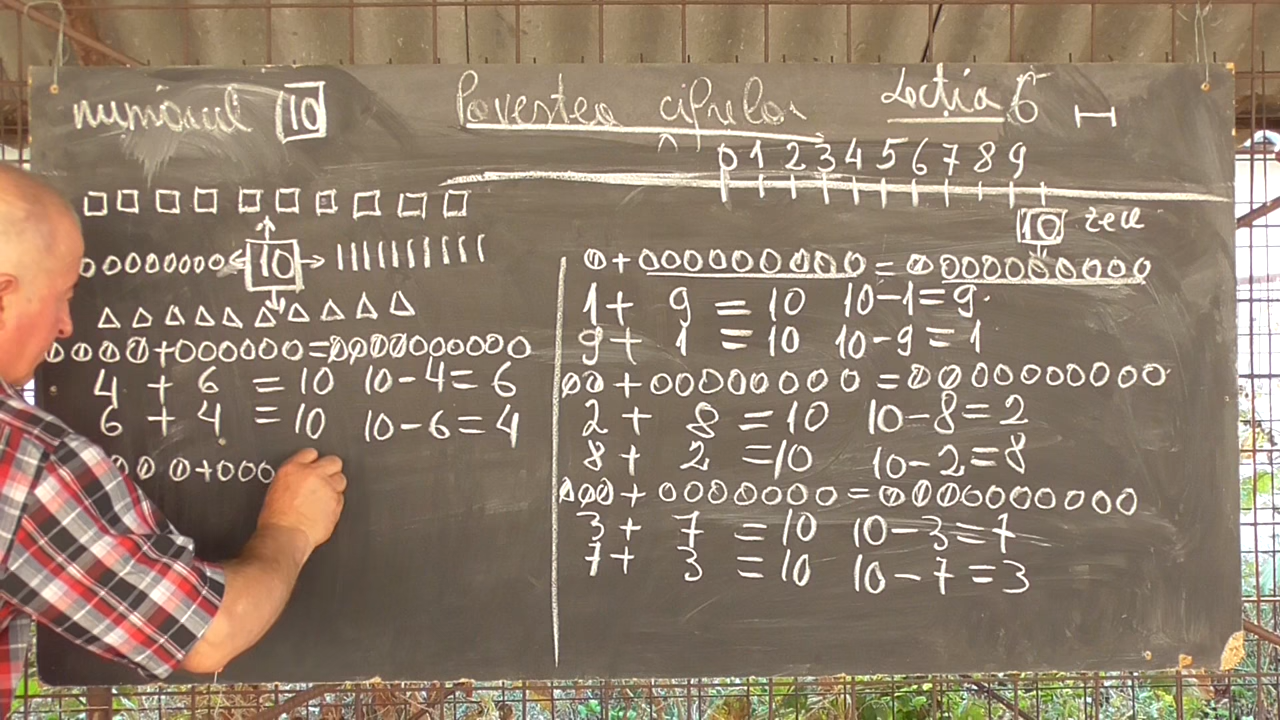 numărul 10
Povestea cifrelor
Lecția 6
0 1 2 3 4 5 6 7 8 9
10 zece
10
4 + 6 = 10 10-4=6
6 + 4 = 10 10-6=4
1+ 9 = 10 10-1=9.
9+ 1 = 10 10-9=1
2+ 8 = 10 10-8=2
8+ 2 =10 10-2=8
3+ 7 = 10 10-3=7
7+ 3 = 10 10-7=3